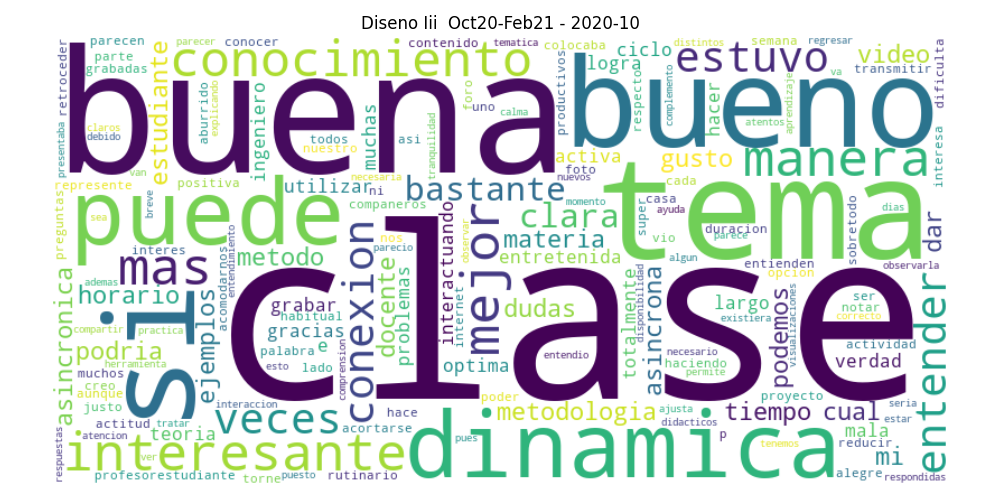 Diseno Iii  Oct20-Feb21 - 2020-10
parecen
parecer
conocer
contenido
tematica
colocaba
ciclo
distintos
semana
regresar
parte
grabadas
conocimiento
logra
estuvo
video
transmitir
retroceder
presentaba
estudiante
aburrido
explicando
ingeniero
buena
bueno
foro
uno
calma
productivos
respecto
complemento
hacer
aprendizaje
atentos
va
dificulta
interesa
claros
debido
todos
nuestro
muchas
asi
tranquilidad
activa
gusto
manera
van
represente
positiva
utilizar
necesaria
ni
bastante
nuevos
foto
cada
preguntas
sea
breve
puede
companeros
clara
momento
super
casa
ayuda
tema
dias
sobretodo
dar
interes
entendimiento
acomodarnos
conexion
nos
parecio
interactuando
observar
mejor
materia
entretenida
vio
duracion
parece
algun
entienden
observarla
mas
metodo
docente
problemas
internet
dudas
totalmente
disponibilidad
asincrona
opcion
ademas
horario
si
ejemplos
grabar
habitual
gracias
e
clase
largo
visualizaciones
podemos
ser
notar
correcto
entender
asincronica
compartir
practica
podria
herramienta
palabra
esto
lado
comprension
optima
entendio
necesario
permite
haciendo
existiera
actividad
verdad
muchos
creo
aunque
justo
interaccion
hace
poder
metodologia
ajusta
didacticos
proyecto
tiempo
cual
seria
estar
actitud
tratar
teoria
veces
acortarse
dinamica
pues
p
tenemos
mala
reducir
mi
respuestas
atencion
interesante
ver
profesorestudiante
torne
puesto
rutinario
alegre
respondidas